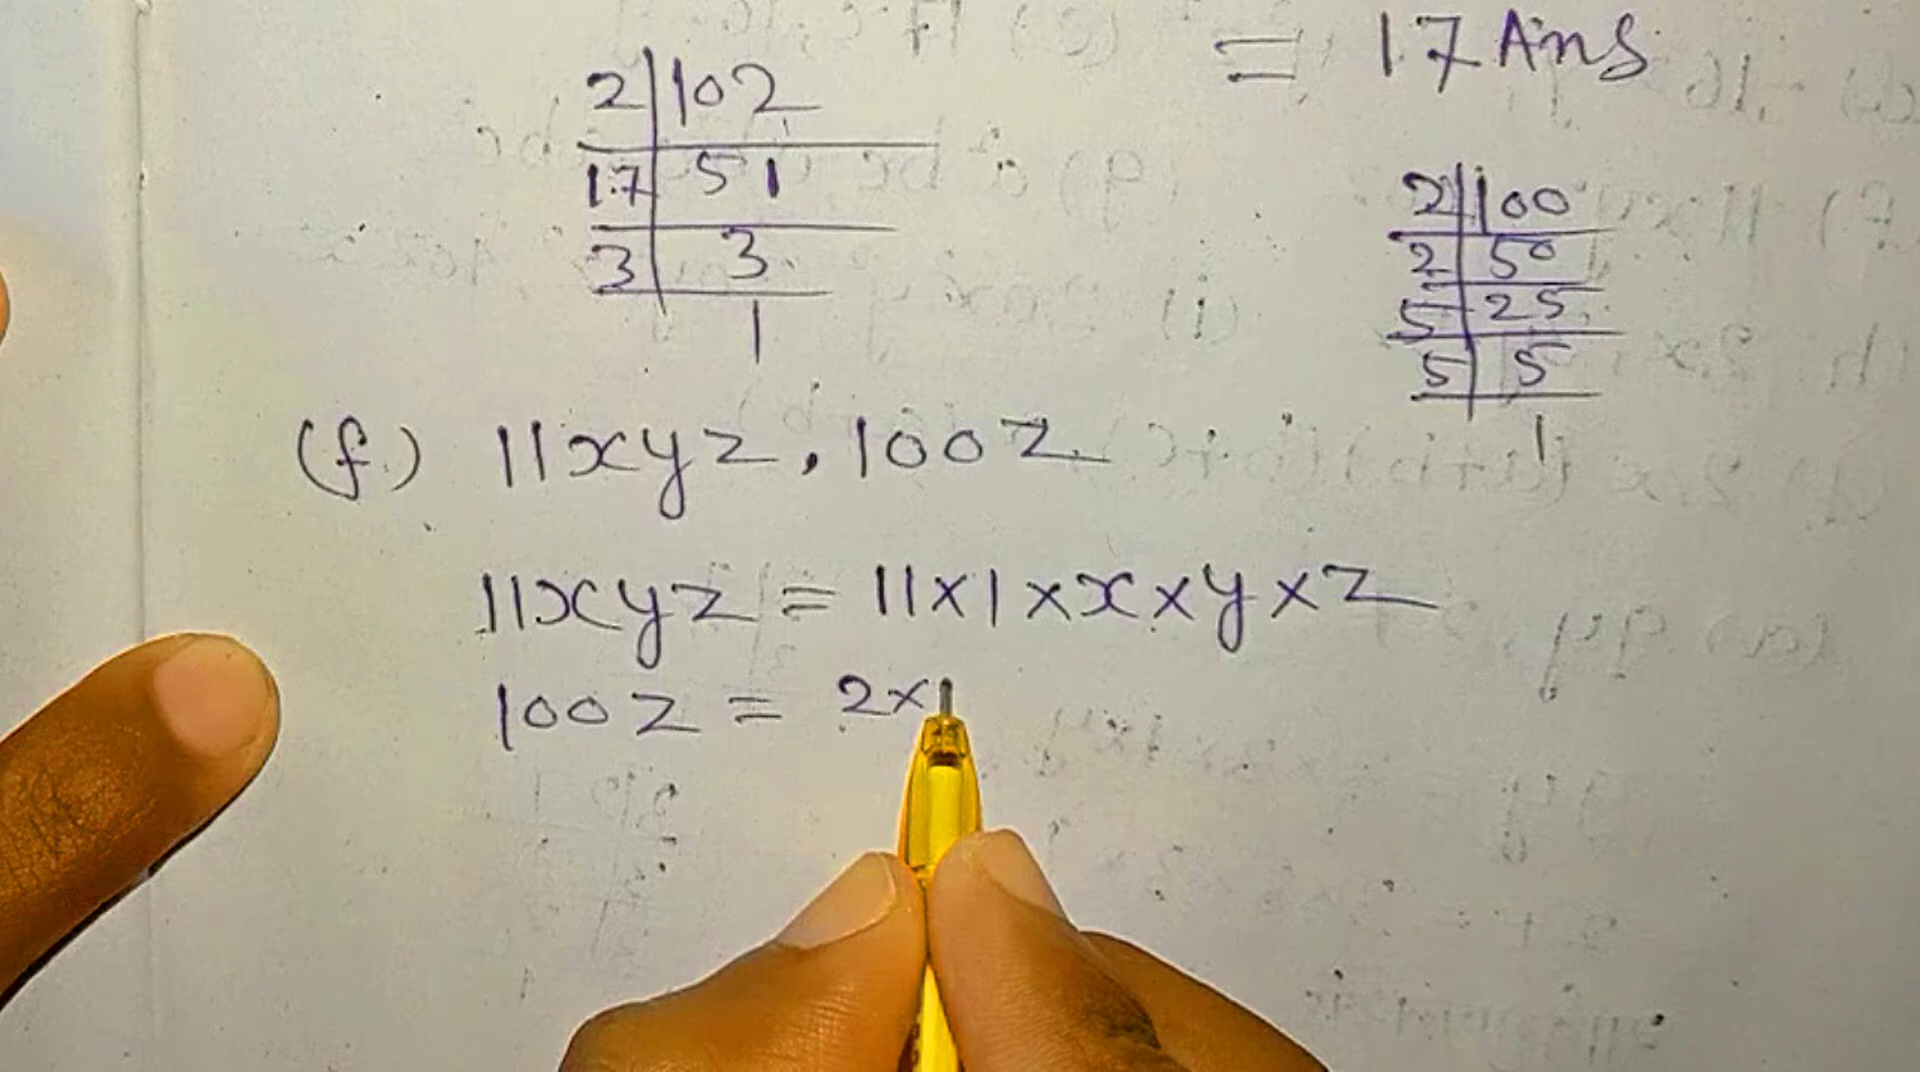 = 17 Ans
2 | 102
17 | 51
3 | 3
1
2 | 100
2 | 50
5 | 25
5 | 5
1
(f.) 11xyz, 100z
11xyz = 11×1×x×y×z
100z = 2×